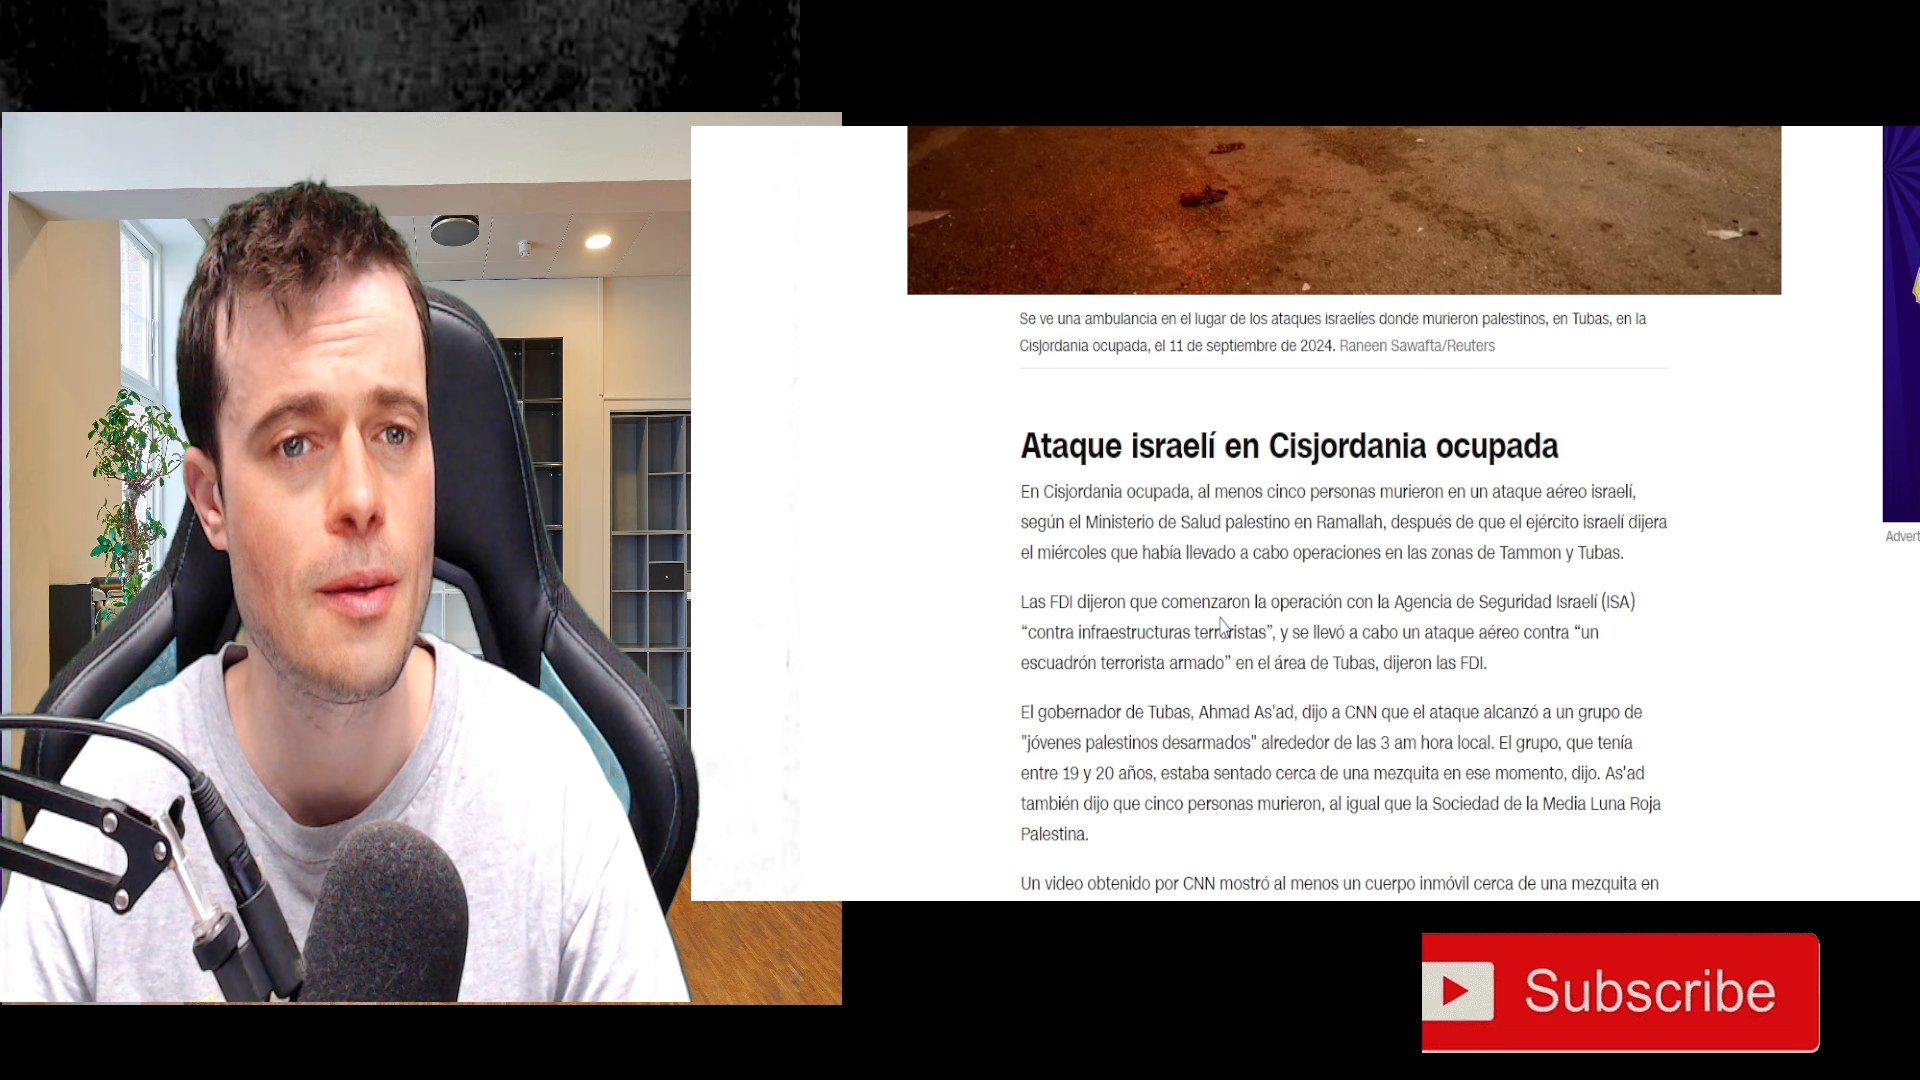 Se ve una ambulancia en el lugar de los ataques israelíes donde murieron palestinos, en Tubas, en la
Cisjordania ocupada, el 11 de septiembre de 2024. Raneen Sawafta/Reuters
Ataque israelí en Cisjordania ocupada
En Cisjordania ocupada, al menos cinco personas murieron en un ataque aéreo israelí,
según el Ministerio de Salud palestino en Ramallah, después de que el ejército israelí dijera
el miércoles que había llevado a cabo operaciones en las zonas de Tammon y Tubas.
Las FDI dijeron que comenzaron la operación con la Agencia de Seguridad Israelí (ISA)
“contra infraestructuras terroristas”, y se llevó a cabo un ataque aéreo contra “un
escuadrón terrorista armado” en el área de Tubas, dijeron las FDI.
El gobernador de Tubas, Ahmad As'ad, dijo a CNN que el ataque alcanzó a un grupo de
"jóvenes palestinos desarmados" alrededor de las 3 am hora local. El grupo, que tenía
entre 19 y 20 años, estaba sentado cerca de una mezquita en ese momento, dijo. As'ad
también dijo que cinco personas murieron, al igual que la Sociedad de la Media Luna Roja
Palestina.
Un video obtenido por CNN mostró al menos un cuerpo inmóvil cerca de una mezquita en
Advert
Subscribe